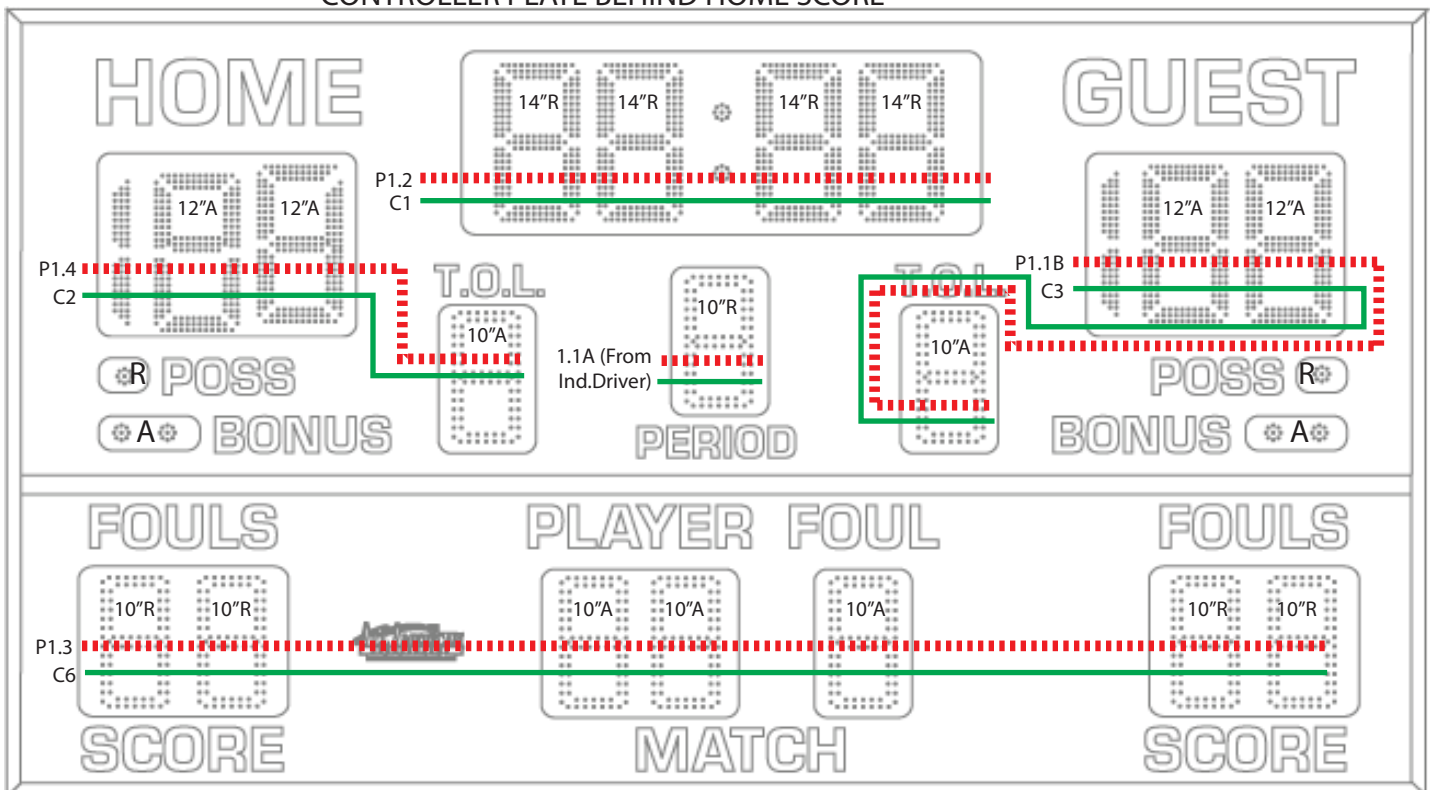 CONTROLLER PLATE BEHIND HOME SCORE
HOME
14"R 14"R 14"R 14"R
GUEST
P1.2
C1
12"A 12"A
12"A 12"A
P1.4
C2
T.O.L.
10"A
10"R
1.1A (From
Ind.Driver)
PERIOD
T.O.L.
10"A
P1.1B
C3
R POSS
A BONUS
POSS R
BONUS A
FOULS
PLAYER FOUL
FOULS
10"R 10"R
10"A 10"A
10"A
10"R 10"R
P1.3
C6
SCORE
MATCH
SCORE